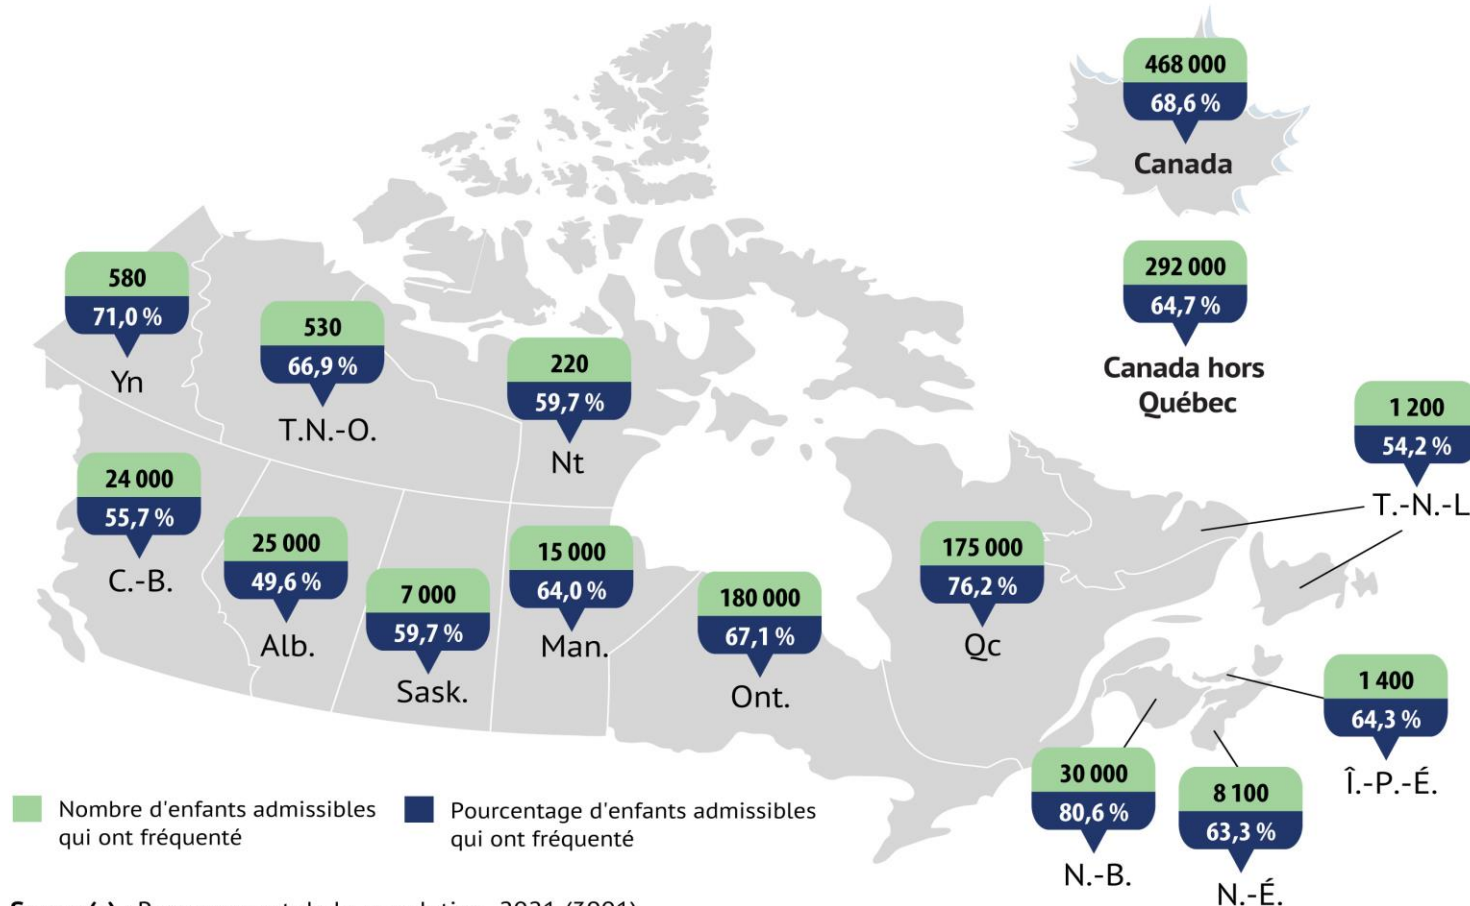 468 000
68,6 %
Canada
292 000
64,7 %
Canada hors
Québec
580
71,0 %
Yn
530
66,9 %
T.N.-O.
220
59,7 %
Nt
1 200
54,2 %
T.-N.-L
24 000
55,7 %
C.-B.
25 000
49,6 %
Alb.
7 000
59,7 %
Sask.
15 000
64,0 %
Man.
180 000
67,1 %
Ont.
175 000
76,2 %
Qc
1 400
64,3 %
Î.-P.-É.
30 000
80,6 %
N.-B.
8 100
63,3 %
N.-É.
Nombre d'enfants admissibles
qui ont fréquenté
Pourcentage d'enfants admissibles
qui ont fréquenté